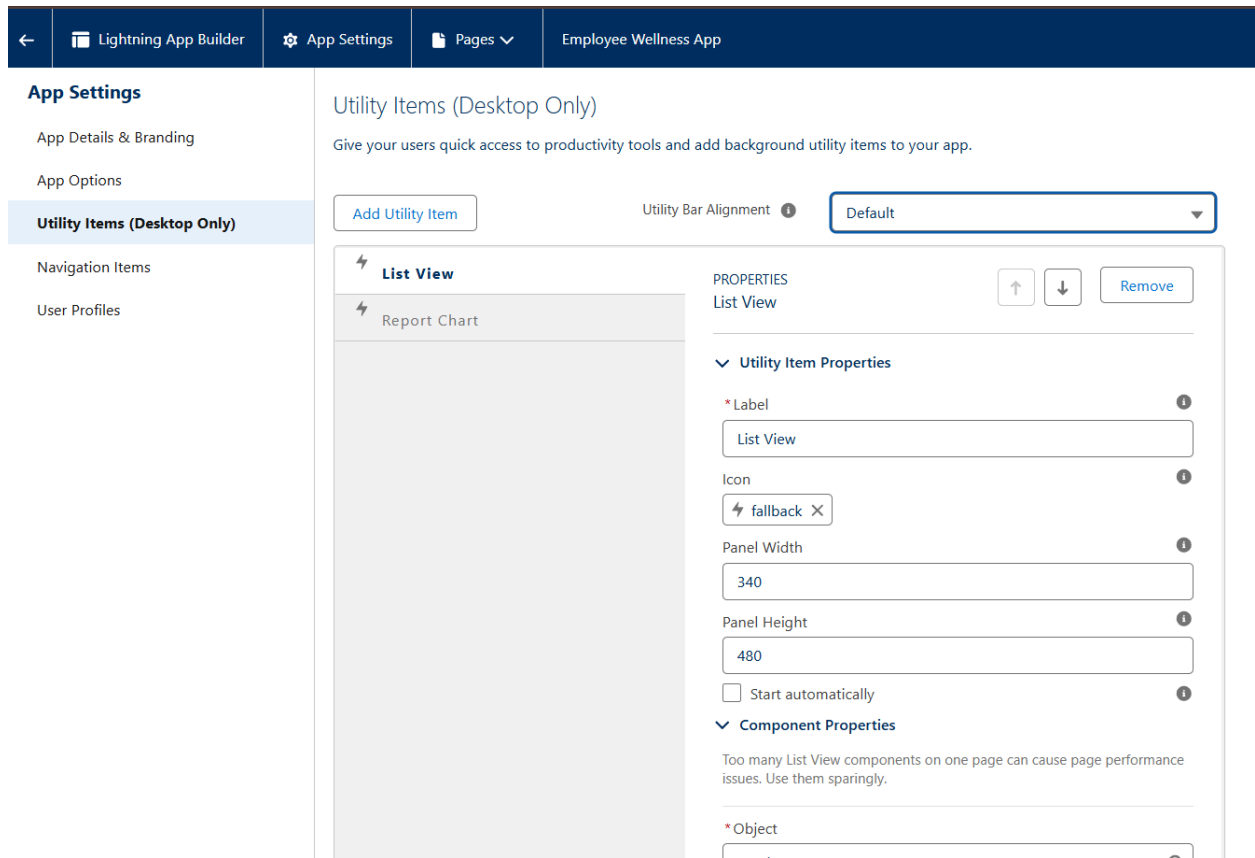 Lightning App Builder
App Settings
Pages
Employee Wellness App
App Settings
App Details & Branding
App Options
Utility Items (Desktop Only)
Navigation Items
User Profiles
Utility Items (Desktop Only)
Give your users quick access to productivity tools and add background utility items to your app.
Add Utility Item
Utility Bar Alignment
Default
List View
Report Chart
PROPERTIES
List View
Remove
Utility Item Properties
*Label
List View
Icon
fallback
Panel Width
340
Panel Height
480
Start automatically
Component Properties
Too many List View components on one page can cause page performance
issues. Use them sparingly.
*Object